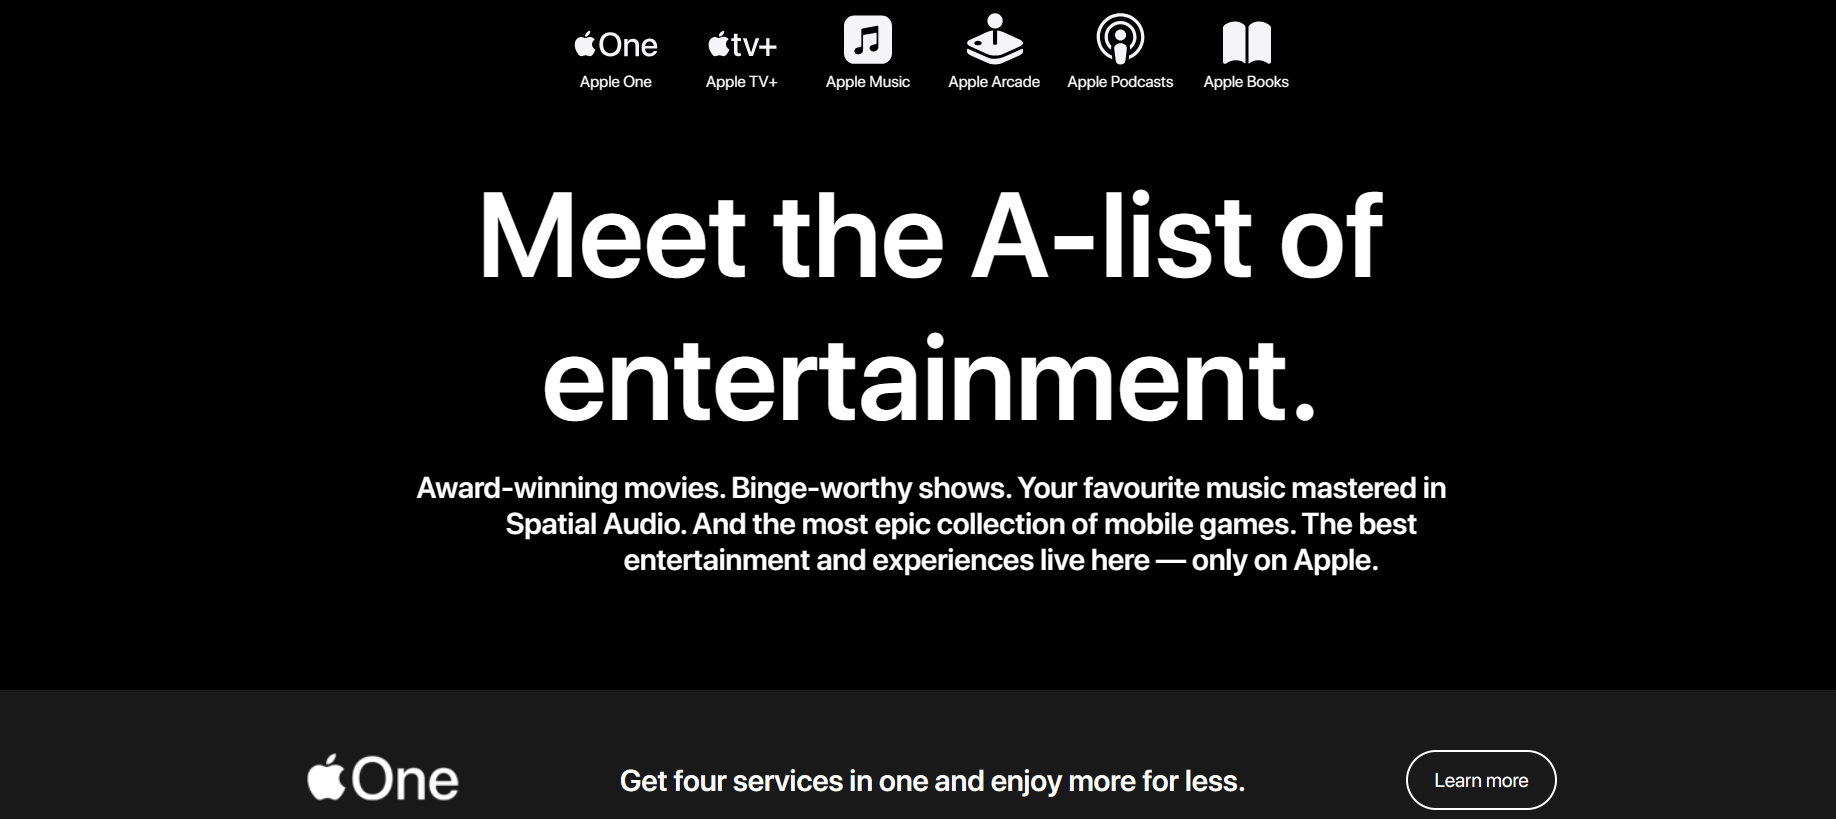 One
tv+
Apple One
Apple TV+
Apple Music
Apple Arcade
Apple Podcasts
Apple Books
Meet the A-list of
entertainment.
Award-winning movies. Binge-worthy shows. Your favourite music mastered in
Spatial Audio. And the most epic collection of mobile games. The best
entertainment and experiences live here — only on Apple.
One
Get four services in one and enjoy more for less.
Learn more